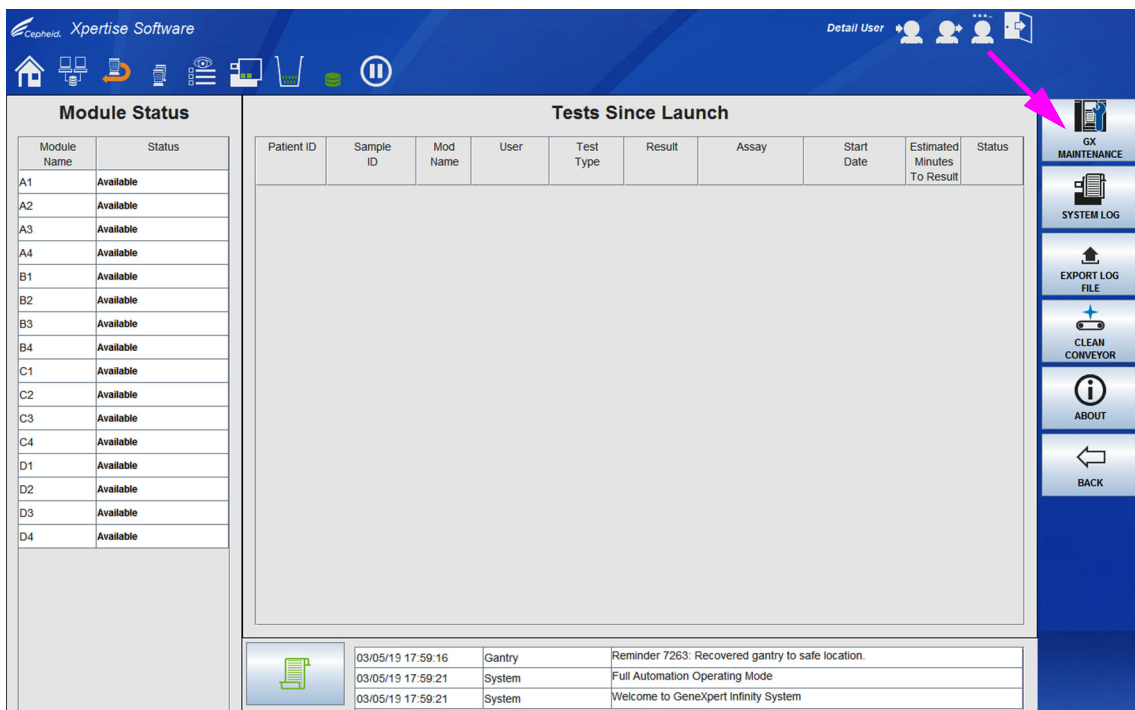 Cepheid. Xpertise Software
Detail User
Module Status
Module Name
Status
A1 Available
A2 Available
A3 Available
A4 Available
B1 Available
B2 Available
B3 Available
B4 Available
C1 Available
C2 Available
C3 Available
C4 Available
D1 Available
D2 Available
D3 Available
D4 Available
Tests Since Launch
Patient ID
Sample ID
Mod Name
User
Test Type
Result
Assay
Start Date
Estimated Minutes To Result
Status
03/05/19 17:59:16 Gantry Reminder 7263: Recovered gantry to safe location.
03/05/19 17:59:21 System Full Automation Operating Mode
03/05/19 17:59:21 System Welcome to GeneXpert Infinity System
GX
MAINTENANCE
SYSTEM LOG
EXPORT LOG
FILE
CLEAN
CONVEYOR
ABOUT
BACK